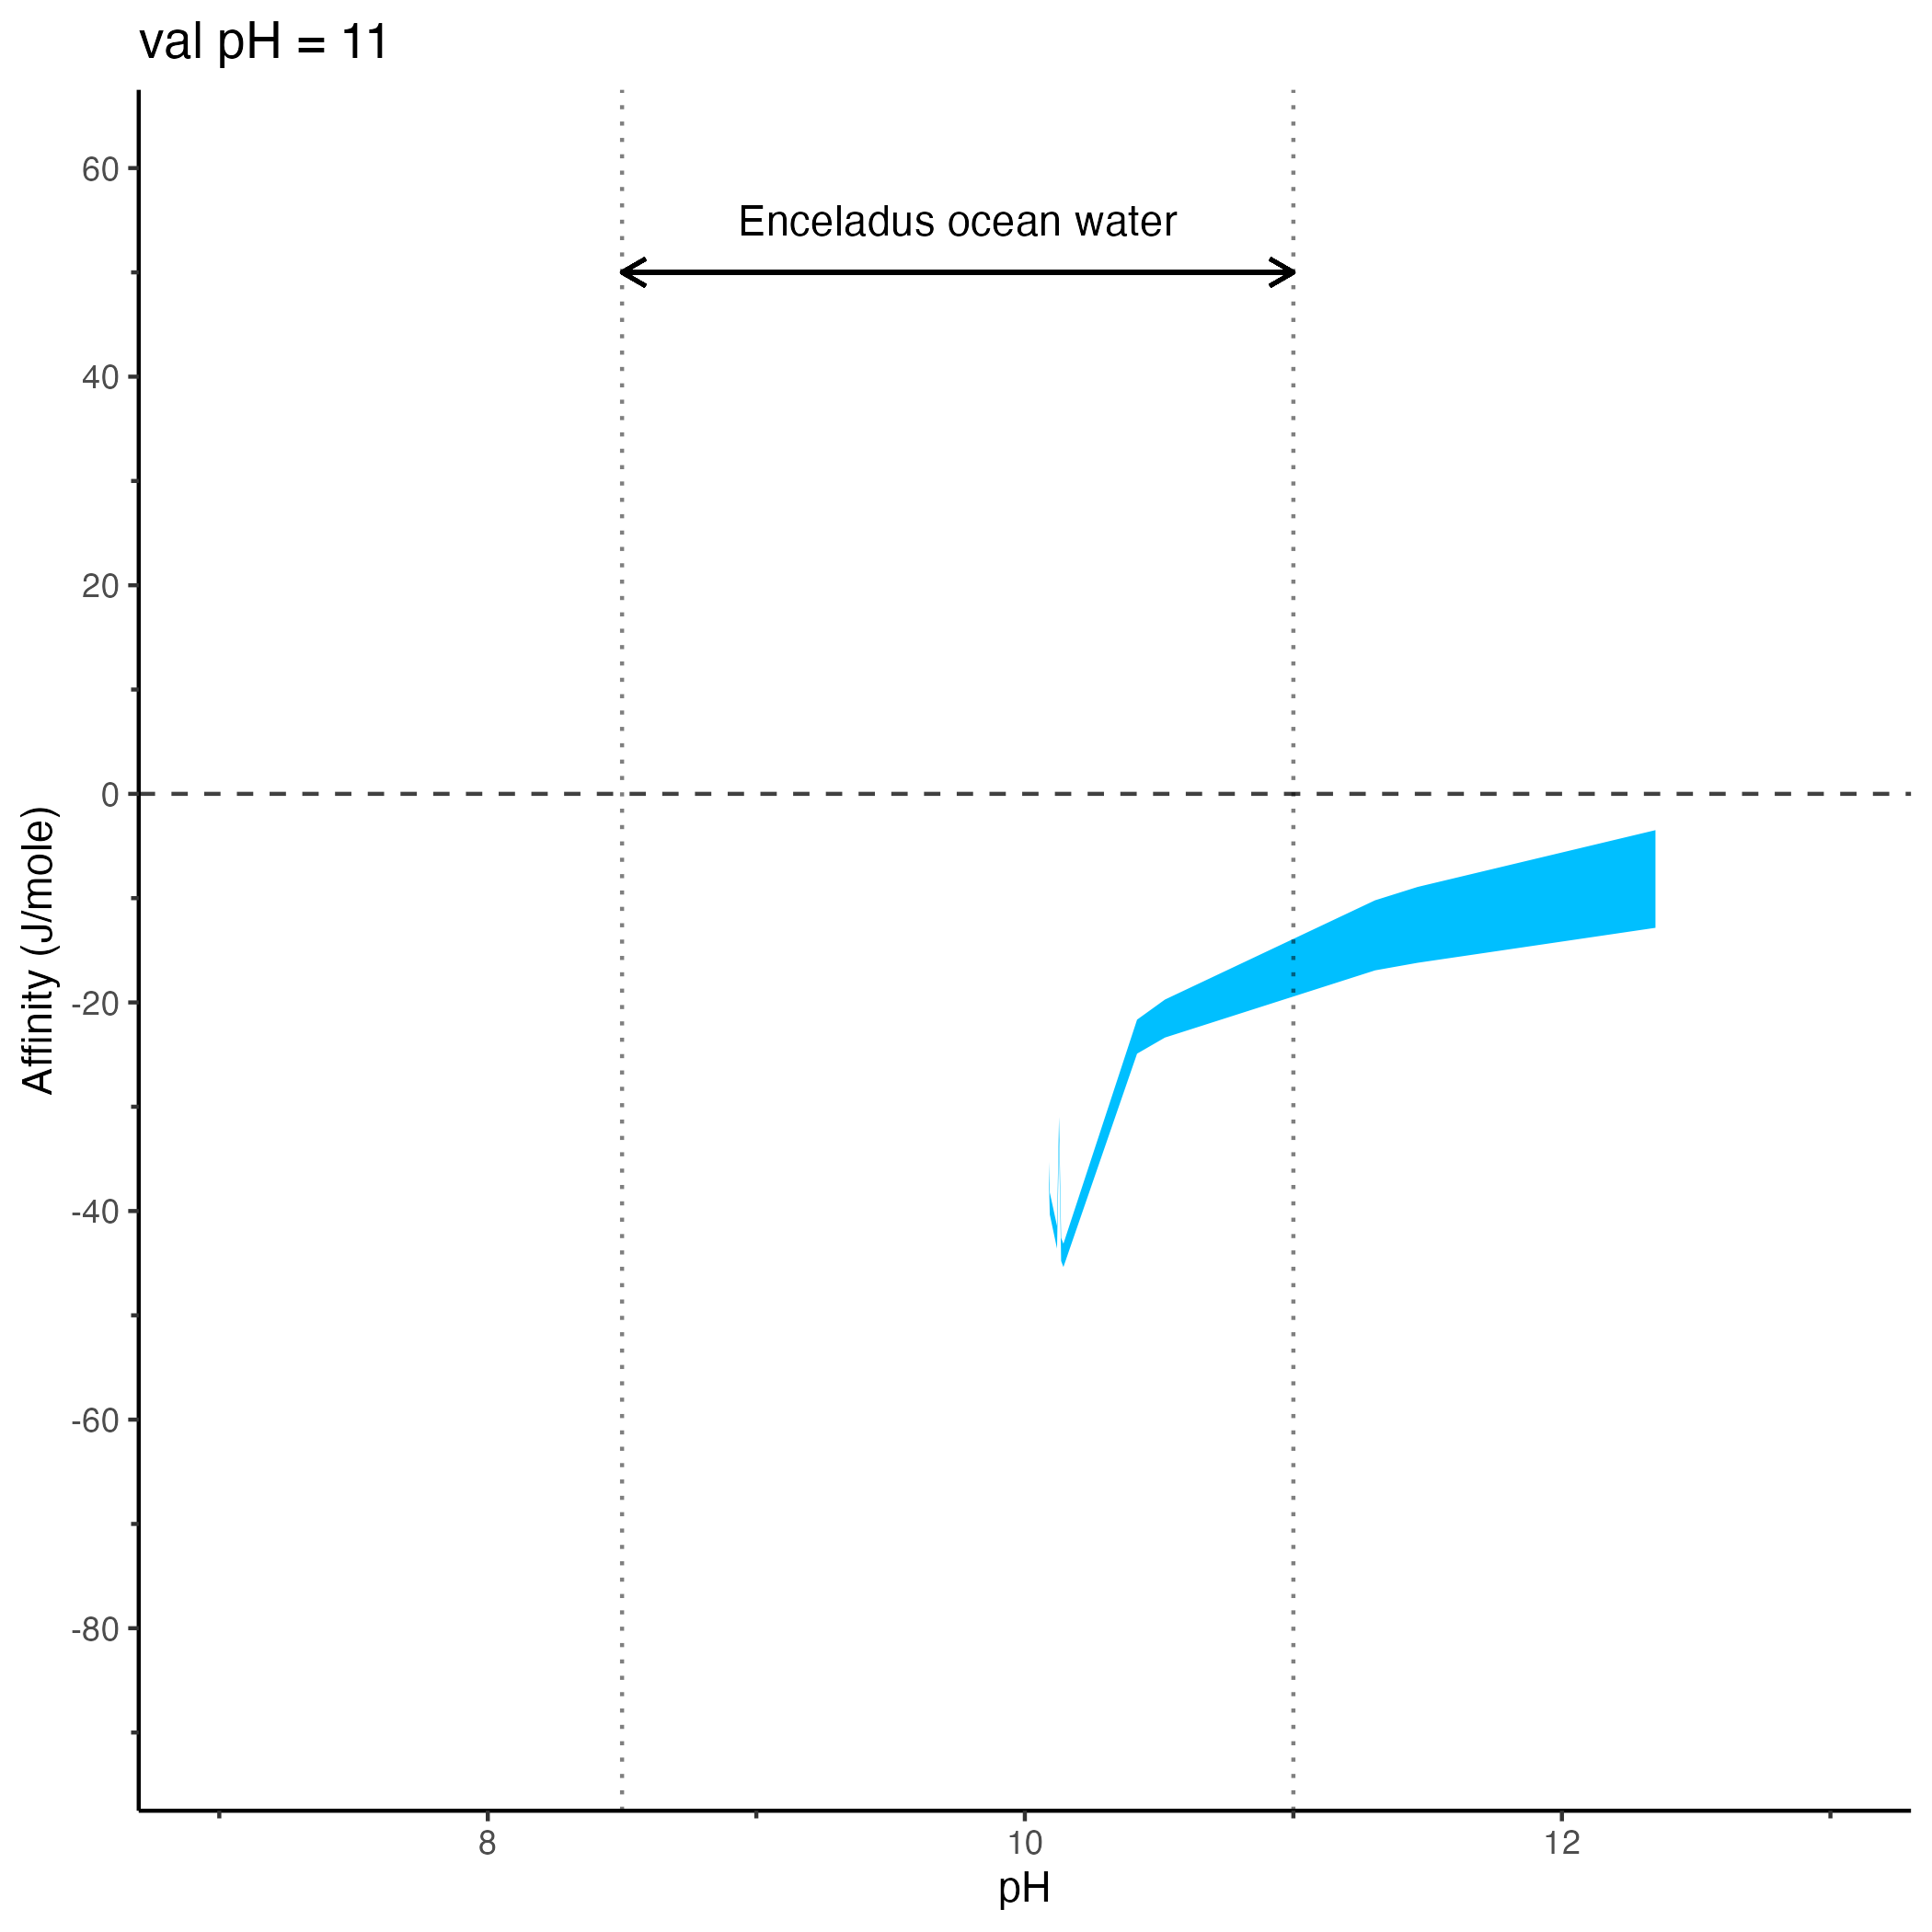 val pH = 11
Enceladus ocean water
60
40
20
0
-20
-40
-60
-80
Affinity (J/mole)
8
10
12
pH